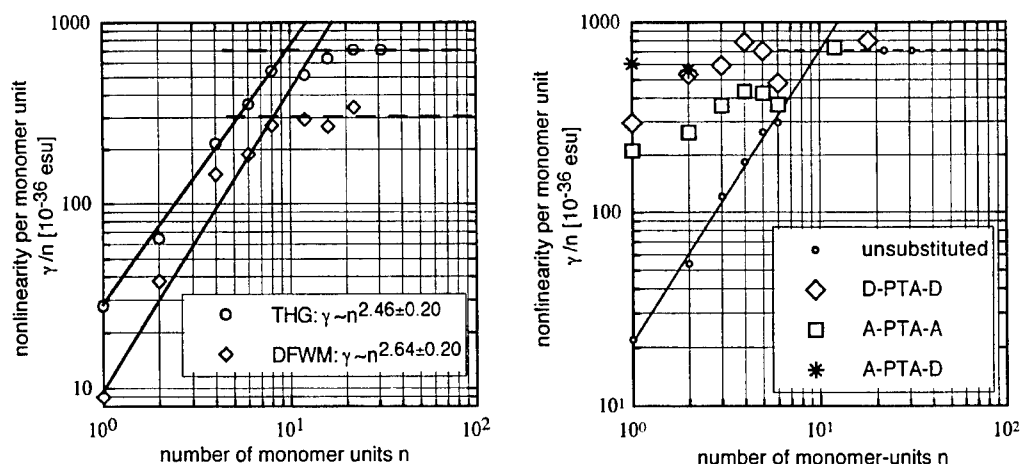 1000
100
10
nonlinearity per monomer unit
γ/n [10⁻³⁶ esu]
THG: γ~n²·⁴⁶±⁰·²⁰
DFWM: γ~n²·⁶⁴±⁰·²⁰
10⁰ 10¹ 10²
number of monomer units n
1000
100
10¹
nonlinearity per monomer unit
γ/n [10⁻³⁶ esu]
unsubstituted
D-PTA-D
A-PTA-A
A-PTA-D
10⁰ 10¹ 10²
number of monomer-units n